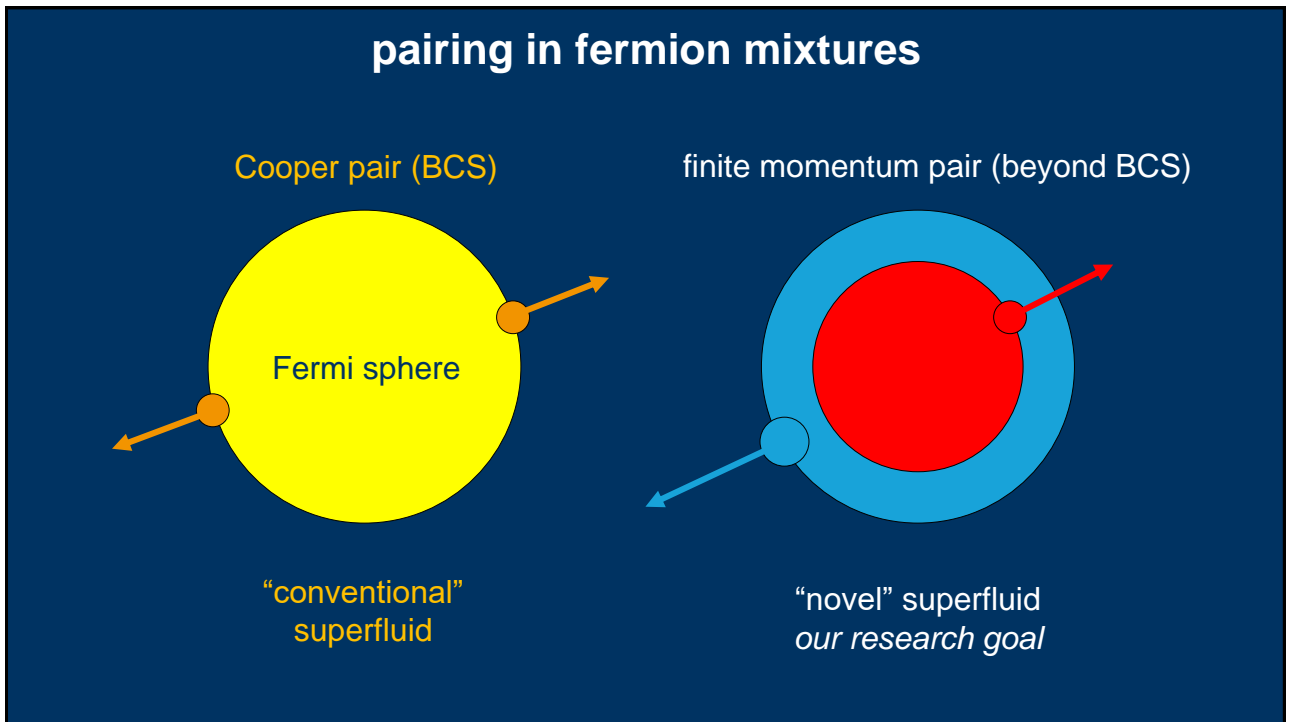 pairing in fermion mixtures
Cooper pair (BCS)
Fermi sphere
“conventional”
superfluid
finite momentum pair (beyond BCS)
“novel” superfluid
our research goal